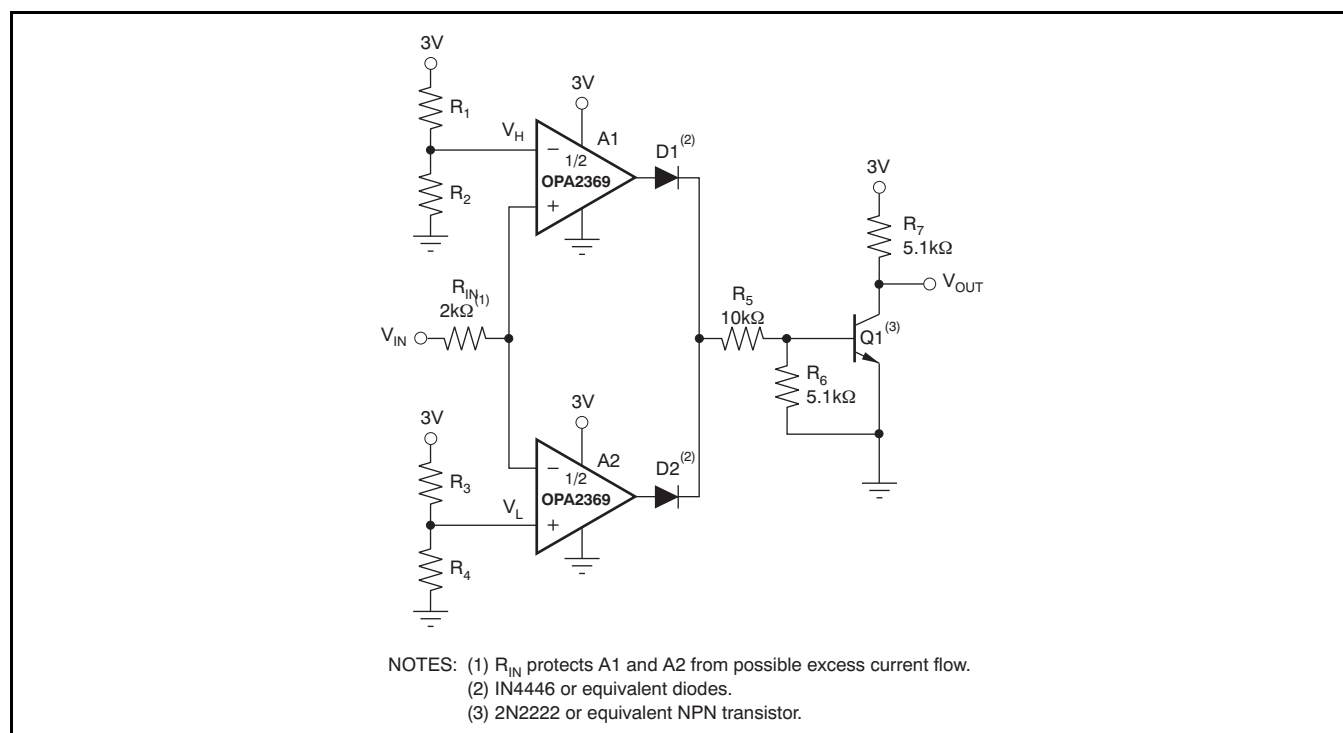 3V
R1
VH
R2
3V
A1
−
1/2
OPA2369
+
D1(2)
3V
R7
5.1kΩ
VOUT
RIN(1)
2kΩ
VIN
R5
10kΩ
Q1(3)
R6
5.1kΩ
3V
R3
VL
R4
3V
A2
−
1/2
OPA2369
+
D2(2)
NOTES: (1) RIN protects A1 and A2 from possible excess current flow.
(2) IN4446 or equivalent diodes.
(3) 2N2222 or equivalent NPN transistor.